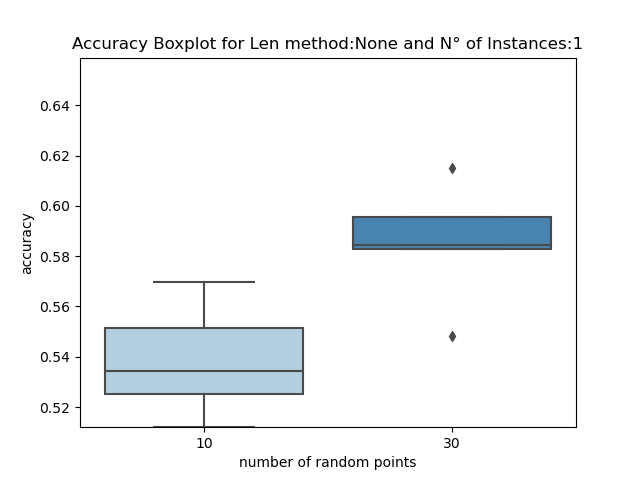 Accuracy Boxplot for Len method:None and N° of Instances:1
0.64
0.62
0.60
0.58
0.56
0.54
0.52
accuracy
10 30
number of random points